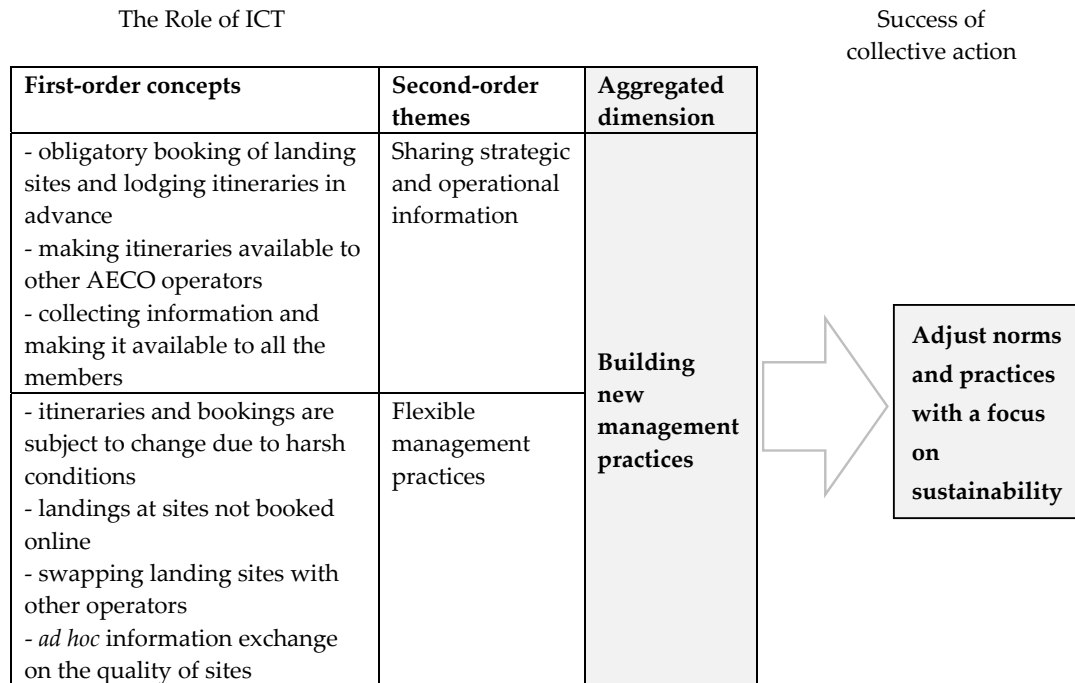 The Role of ICT
Success of
collective action
First-order concepts
Second-order
themes
Aggregated
dimension
- obligatory booking of landing
sites and lodging itineraries in
advance
- making itineraries available to
other AECO operators
- collecting information and
making it available to all the
members
Sharing strategic
and operational
information
- itineraries and bookings are
subject to change due to harsh
conditions
- landings at sites not booked
online
- swapping landing sites with
other operators
- ad hoc information exchange
on the quality of sites
Flexible
management
practices
Building
new
management
practices
Adjust norms
and practices
with a focus
on
sustainability